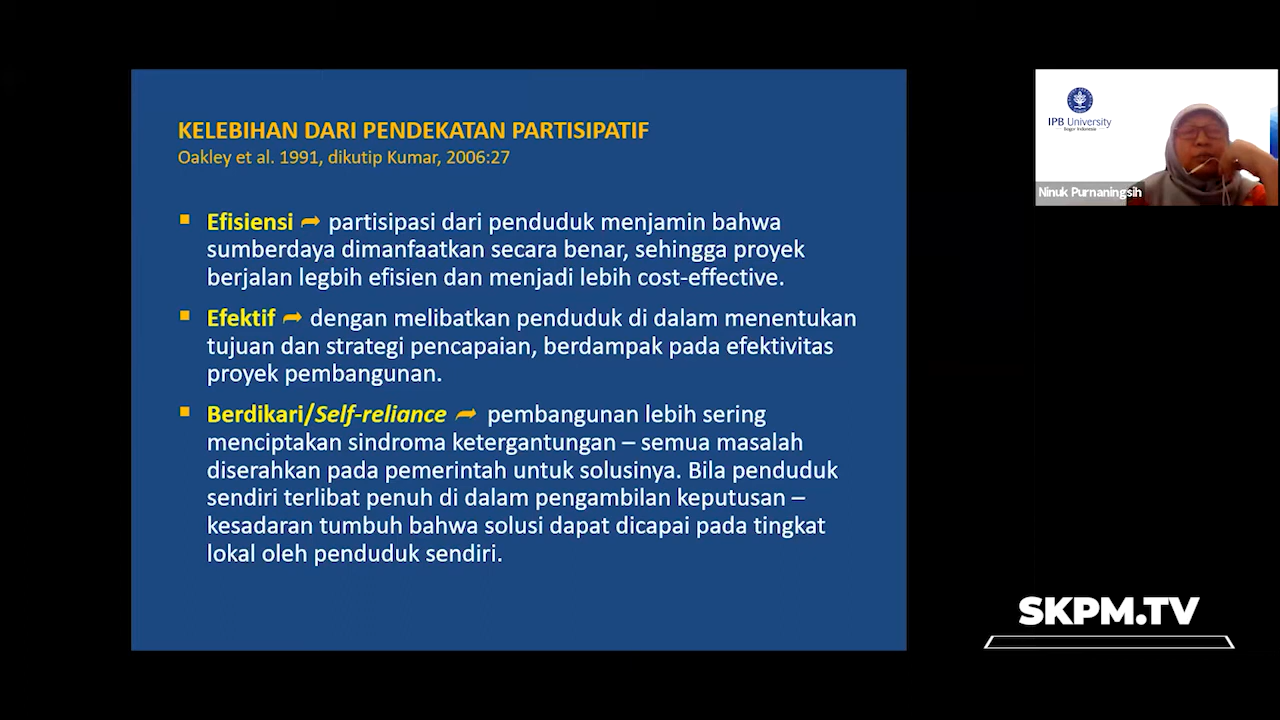 KELEBIHAN DARI PENDEKATAN PARTISIPATIF
Oakley et al. 1991, dikutip Kumar, 2006:27
Efisiensi ➦ partisipasi dari penduduk menjamin bahwa
sumberdaya dimanfaatkan secara benar, sehingga proyek
berjalan legbih efisien dan menjadi lebih cost-effective.
Efektif ➦ dengan melibatkan penduduk di dalam menentukan
tujuan dan strategi pencapaian, berdampak pada efektivitas
proyek pembangunan.
Berdikari/Self-reliance ➦ pembangunan lebih sering
menciptakan sindroma ketergantungan – semua masalah
diserahkan pada pemerintah untuk solusinya. Bila penduduk
sendiri terlibat penuh di dalam pengambilan keputusan –
kesadaran tumbuh bahwa solusi dapat dicapai pada tingkat
lokal oleh penduduk sendiri.
IPB University
Bogor Indonesia
Ninuk Purnaningsih
SKPM.TV